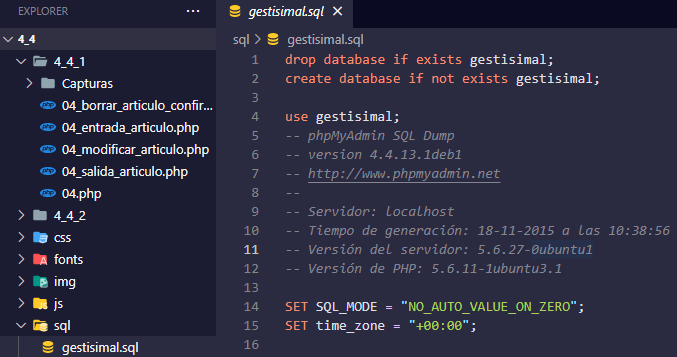 EXPLORER
4_4
4_4_1
Capturas
04_borrar_articulo_confir...
04_entrada_articulo.php
04_modificar_articulo.php
04_salida_articulo.php
04.php
4_4_2
css
fonts
img
js
sql
gestisimal.sql
gestisimal.sql
sql > gestisimal.sql
1 drop database if exists gestisimal;
2 create database if not exists gestisimal;
3
4 use gestisimal;
5 -- phpMyAdmin SQL Dump
6 -- version 4.4.13.1deb1
7 -- http://www.phpmyadmin.net
8 --
9 -- Servidor: localhost
10 -- Tiempo de generación: 18-11-2015 a las 10:38:56
11 -- Versión del servidor: 5.6.27-0ubuntu1
12 -- Versión de PHP: 5.6.11-1ubuntu3.1
13
14 SET SQL_MODE = "NO_AUTO_VALUE_ON_ZERO";
15 SET time_zone = "+00:00";
16